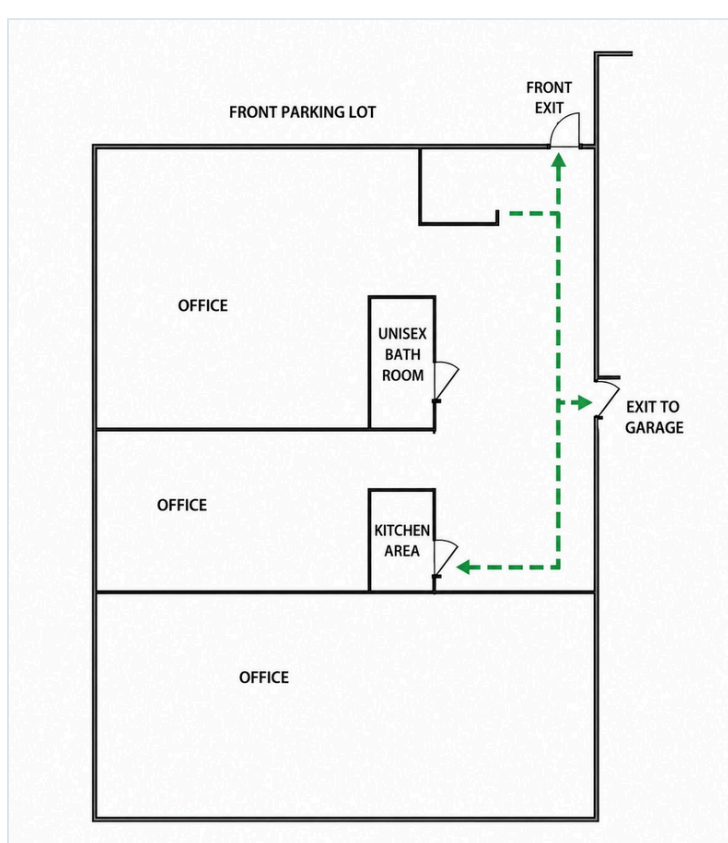 FRONT
EXIT
FRONT PARKING LOT
OFFICE
UNISEX
BATH
ROOM
EXIT TO
GARAGE
OFFICE
KITCHEN
AREA
OFFICE